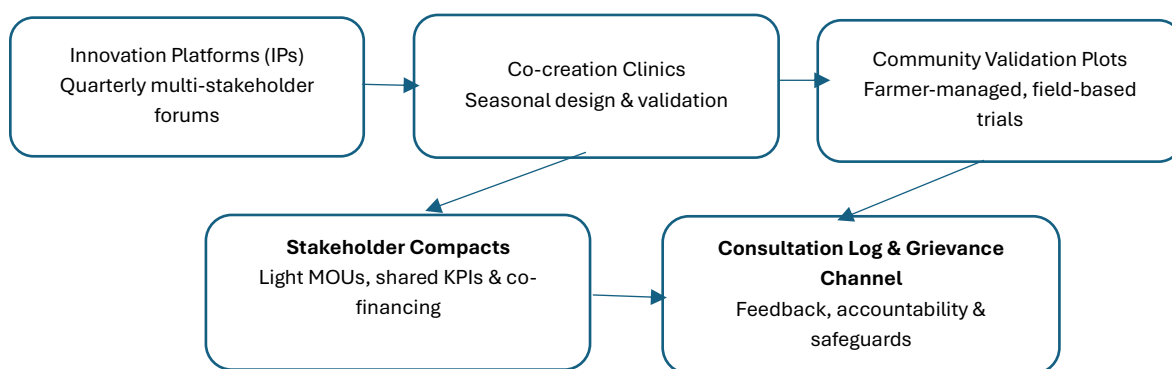 Innovation Platforms (IPs)
Quarterly multi-stakeholder
forums
Co-creation Clinics
Seasonal design & validation
Community Validation Plots
Farmer-managed, field-based
trials
Stakeholder Compacts
Light MOUs, shared KPIs & co-
financing
Consultation Log & Grievance
Channel
Feedback, accountability &
safeguards